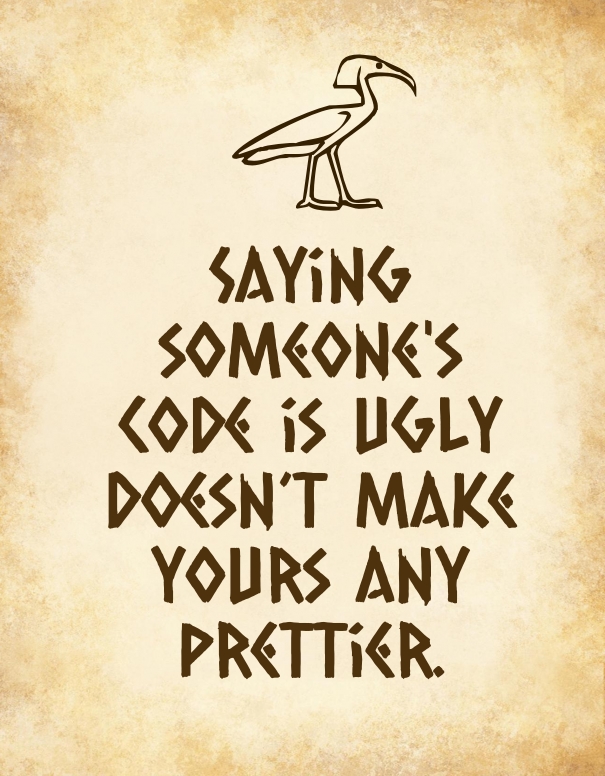 SAYiNG
SOMEONE'S
CODE iS UGLY
DOESN'T MAKE
YOURS ANY
PRETTiER.